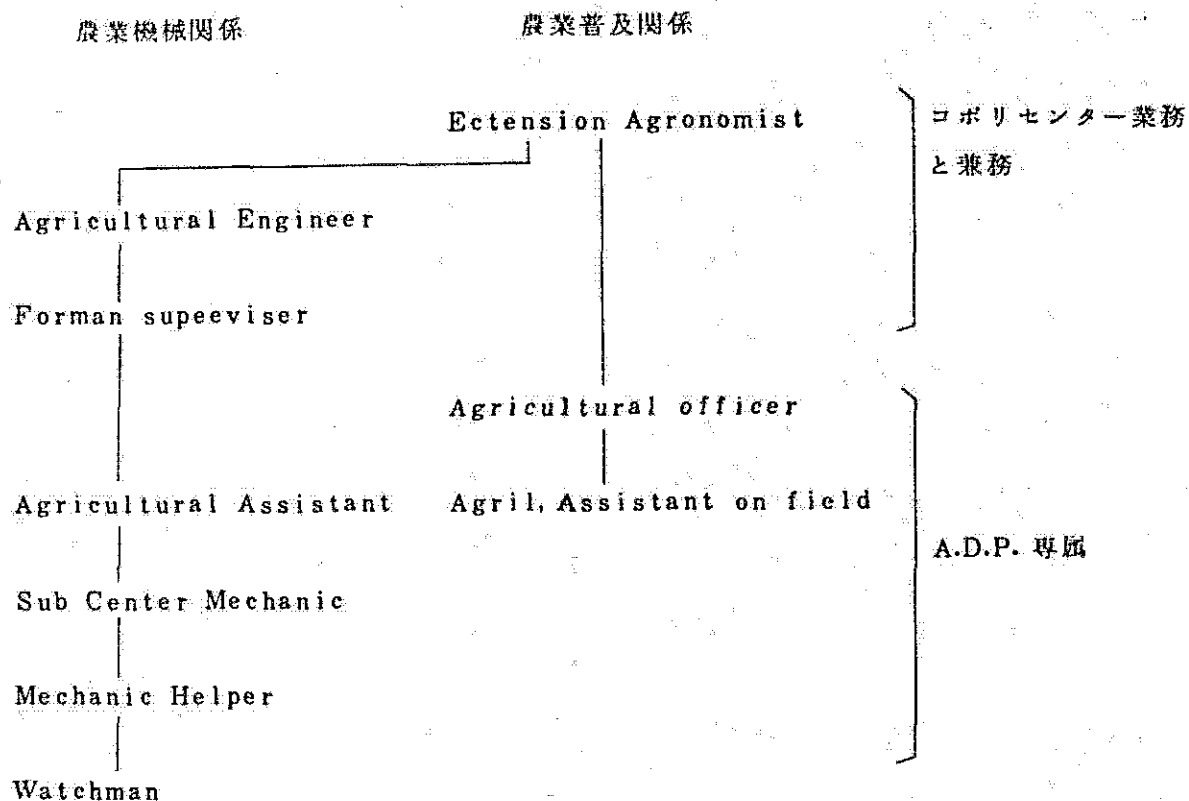 農業機械関係
農業普及関係
Ectension Agronomist
コポリセンター業務
と兼務
Agricultural Engineer
Forman supeeviser
Agricultural officer
Agricultural Assistant
Agril, Assistant on field
A.D.P. 専属
Sub Center Mechanic
Mechanic Helper
Watchman